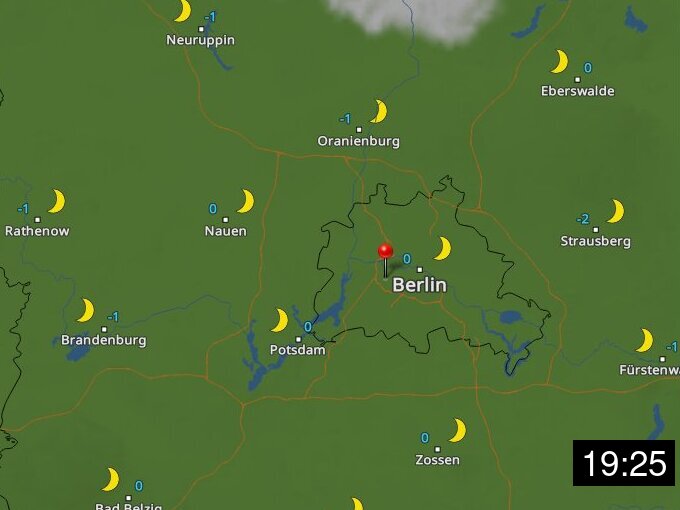 -1
Neuruppin
0
Eberswalde
-1
Oranienburg
-1
Rathenow
0
Nauen
-2
Strausberg
0
Berlin
-1
Brandenburg
0
Potsdam
-1
Fürstenwa
0
Zossen
19:25
0
Bad Belzig